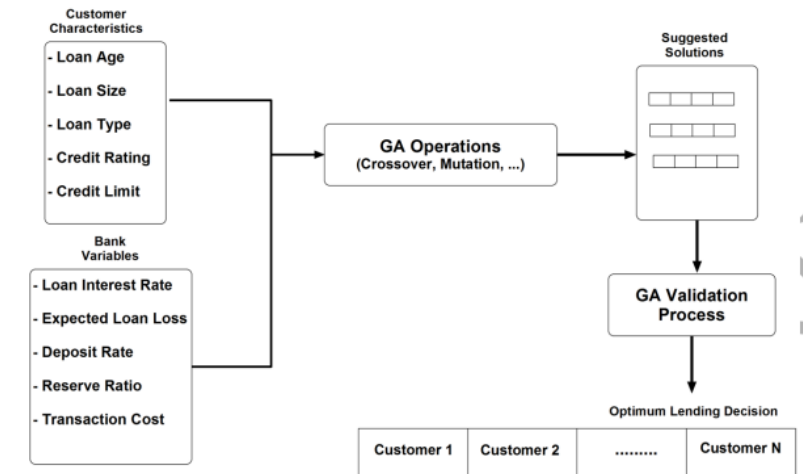 Customer
Characteristics
- Loan Age
- Loan Size
- Loan Type
- Credit Rating
- Credit Limit
Bank
Variables
- Loan Interest Rate
- Expected Loan Loss
- Deposit Rate
- Reserve Ratio
- Transaction Cost
GA Operations
(Crossover, Mutation, ...)
Suggested
Solutions
GA Validation
Process
Optimum Lending Decision
Customer 1
Customer 2
.........
Customer N